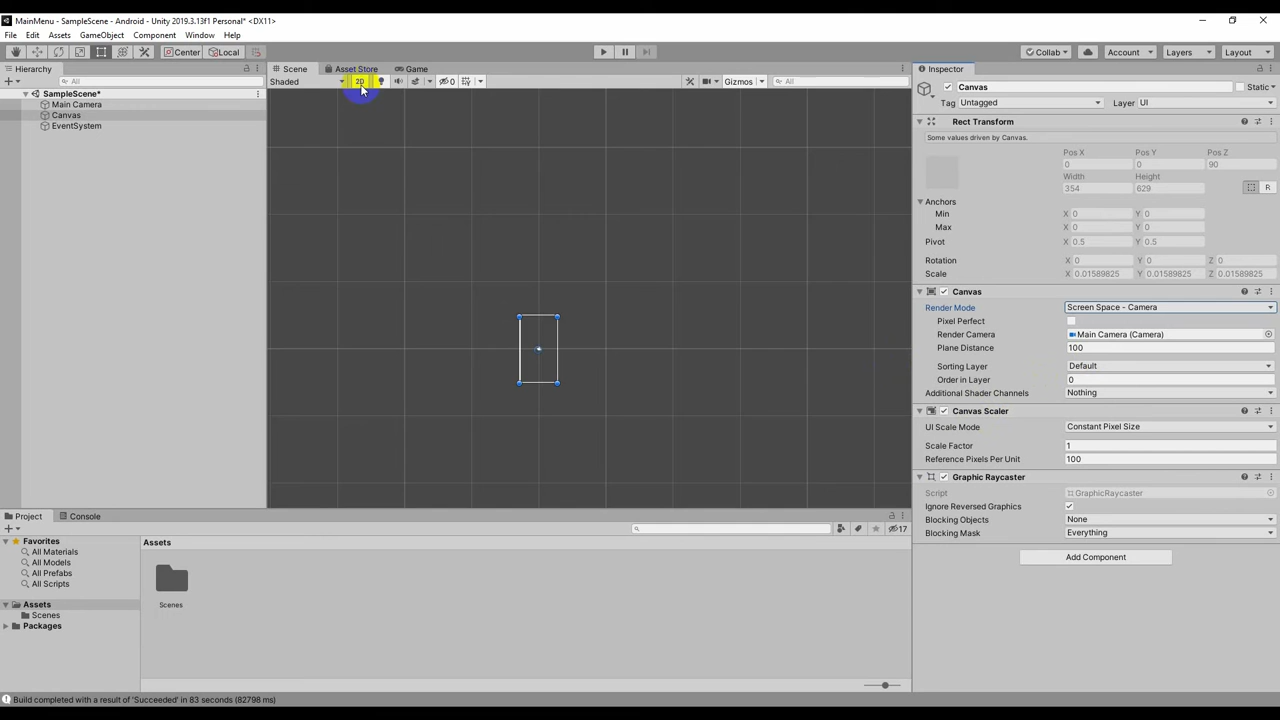 MainMenu - SampleScene - Android - Unity 2019.3.13f1 Personal* <DX11>
File Edit Assets GameObject Component Window Help
Center Local Collab Account Layers Layout
Hierarchy
All
SampleScene*
Main Camera
Canvas
EventSystem
Scene Asset Store Game
Shaded 2D 0 Gizmos All
Inspector
Canvas Static
Tag Untagged Layer UI
Rect Transform
Some values driven by Canvas.
Pos X Pos Y Pos Z
0 0 90
Width Height
354 629 R
Anchors
Min X 0 Y 0
Max X 0 Y 0
Pivot X 0.5 Y 0.5
Rotation X 0 Y 0 Z 0
Scale X 0.01589825 Y 0.01589825 Z 0.01589825
Canvas
Render Mode Screen Space - Camera
Pixel Perfect
Render Camera Main Camera (Camera)
Plane Distance 100
Sorting Layer Default
Order in Layer 0
Additional Shader Channels Nothing
Canvas Scaler
UI Scale Mode Constant Pixel Size
Scale Factor 1
Reference Pixels Per Unit 100
Graphic Raycaster
Script GraphicRaycaster
Ignore Reversed Graphics
Blocking Objects None
Blocking Mask Everything
Add Component
Project Console
17
Favorites
All Materials
All Models
All Prefabs
All Scripts
Assets
Scenes
Packages
Assets
Scenes
Build completed with a result of 'Succeeded' in 83 seconds (82798 ms)